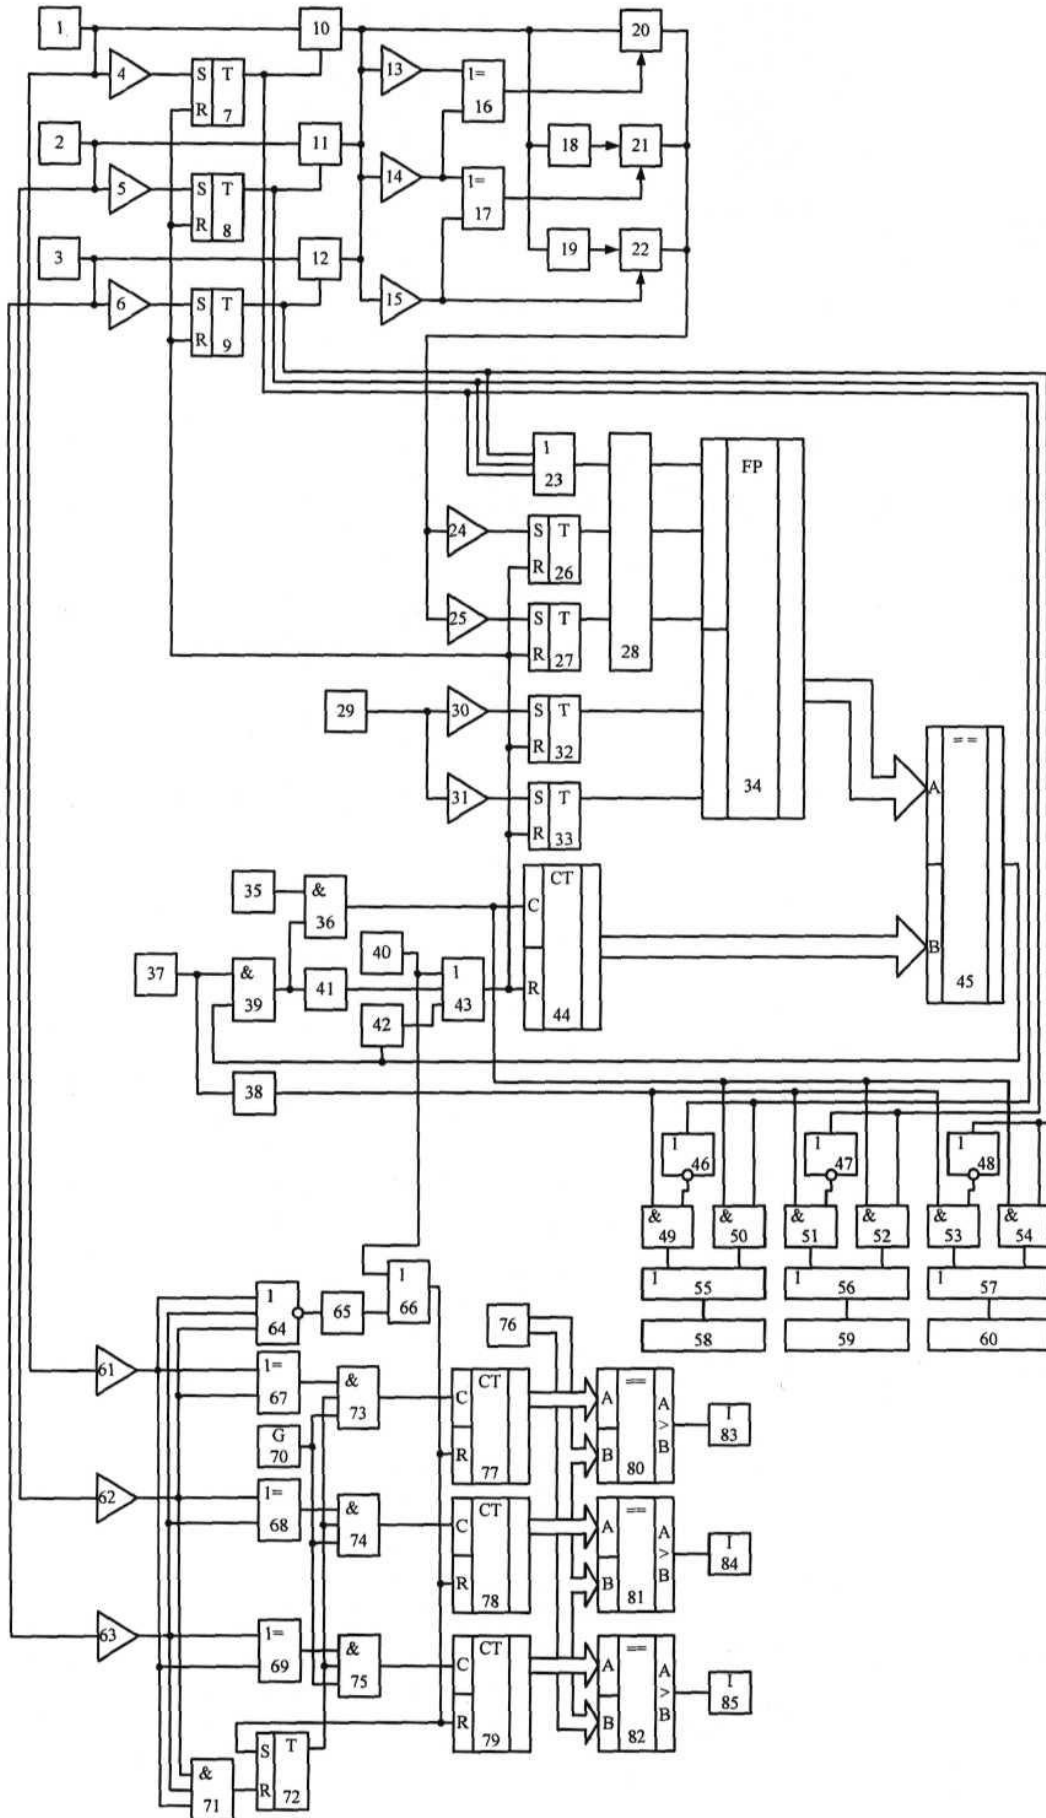 1
10
20
4
S T
R 7
13
1=
16
2
11
18
21
5
S T
R 8
14
1=
17
3
12
19
22
6
S T
R 9
15
1
23
FP
24
S T
R 26
25
S T
R 27
28
29
30
S T
R 32
31
S T
R 33
34
= =
A
35
&
36
CT
C
40
B
37
&
39
41
1
43
R
44
45
42
38
1
46
1
47
1
48
&
49
&
50
&
51
&
52
&
53
&
54
1
55
1
56
1
57
58
59
60
1
64
65
1
66
76
61
1=
67
&
73
C CT
R
77
A ==
B
80
A
>
B
1
83
G
70
62
1=
68
&
74
C CT
R
78
A ==
B
81
A
>
B
1
84
63
1=
69
&
75
C CT
R
79
A ==
B
82
A
>
B
1
85
S T
R 72
&
71